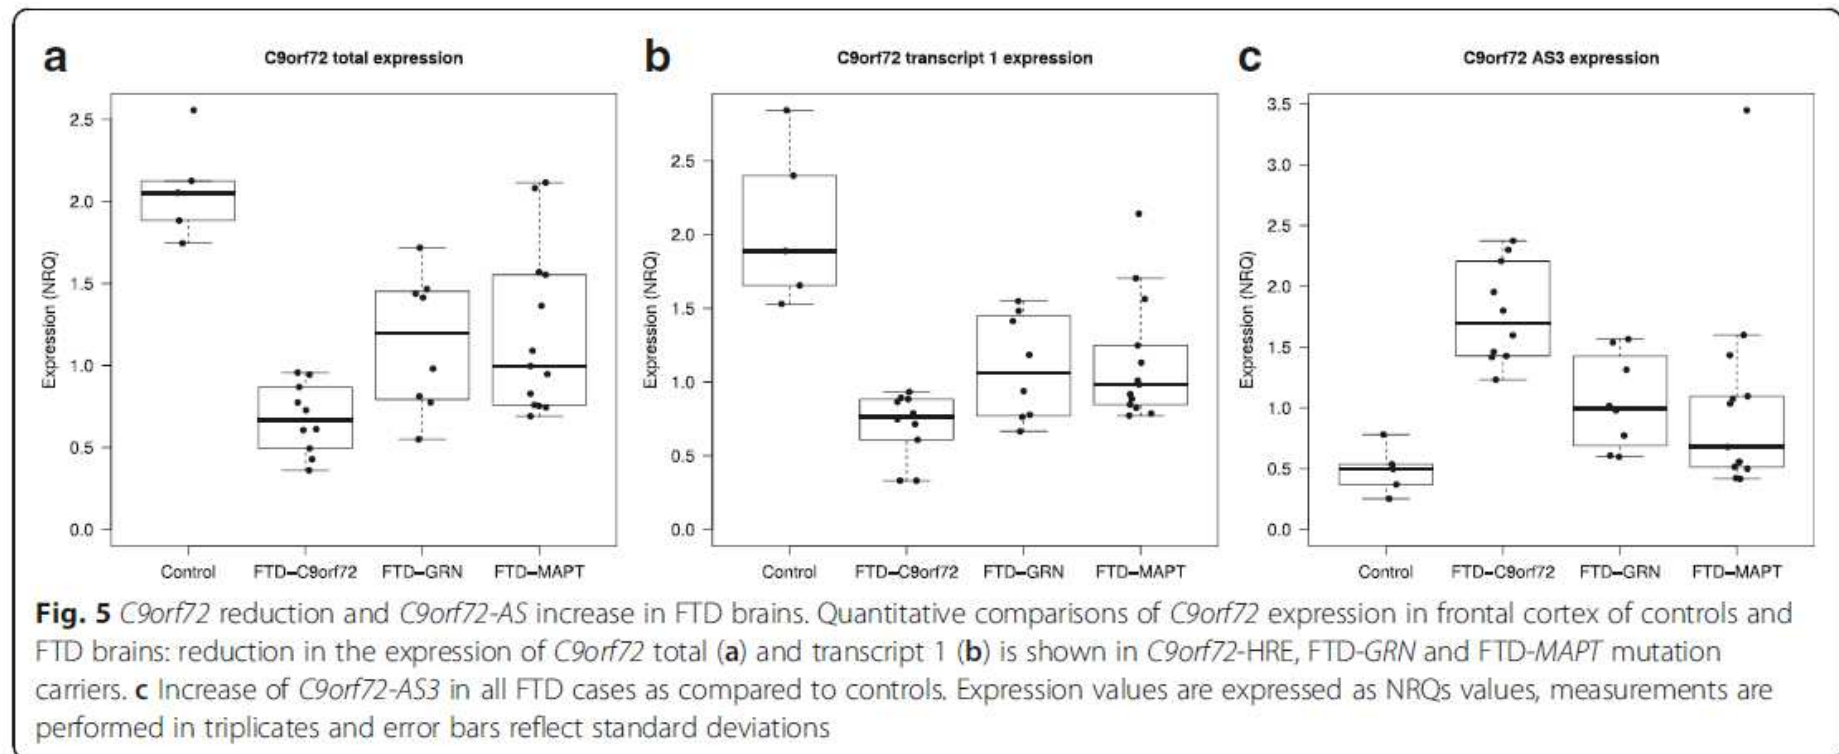 a
C9orf72 total expression
Expression (NRQ)
2.5
2.0
1.5
1.0
0.5
0.0
Control FTD–C9orf72 FTD–GRN FTD–MAPT
b
C9orf72 transcript 1 expression
Expression (NRQ)
2.5
2.0
1.5
1.0
0.5
0.0
Control FTD–C9orf72 FTD–GRN FTD–MAPT
c
C9orf72 AS3 expression
Expression (NRQ)
3.5
3.0
2.5
2.0
1.5
1.0
0.5
0.0
Control FTD–C9orf72 FTD–GRN FTD–MAPT
Fig. 5 C9orf72 reduction and C9orf72-AS increase in FTD brains. Quantitative comparisons of C9orf72 expression in frontal cortex of controls and
FTD brains: reduction in the expression of C9orf72 total (a) and transcript 1 (b) is shown in C9orf72-HRE, FTD-GRN and FTD-MAPT mutation
carriers. c Increase of C9orf72-AS3 in all FTD cases as compared to controls. Expression values are expressed as NRQs values, measurements are
performed in triplicates and error bars reflect standard deviations